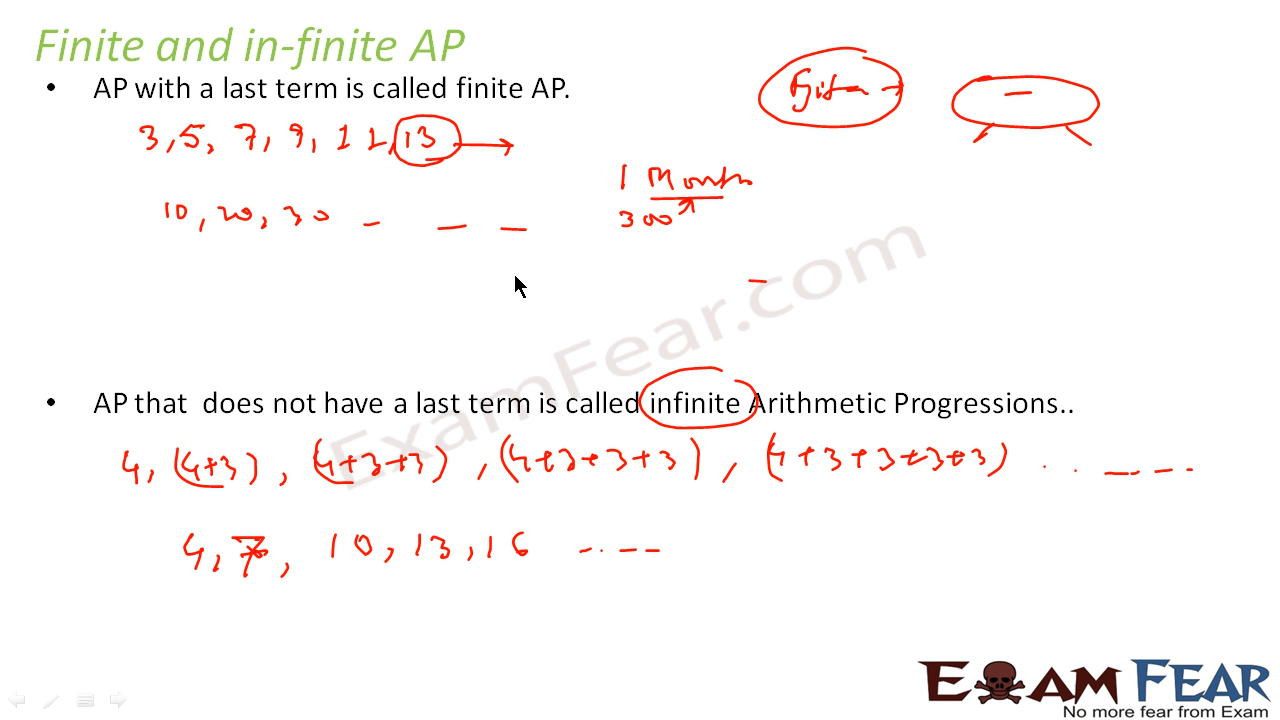 Finite and in-finite AP
• AP with a last term is called finite AP.
3, 5, 7, 9, 11, 13
1 Month
10, 20, 30 - - -
300
ExamFear.com
• AP that does not have a last term is called infinite Arithmetic Progressions..
4, (4+3), (4+3+3), (4+3+3+3), (4+3+3+3+3) . . _ _ . _ _ .
4, 7, 10, 13, 16 - . - -
EXAM FEAR
No more fear from Exam